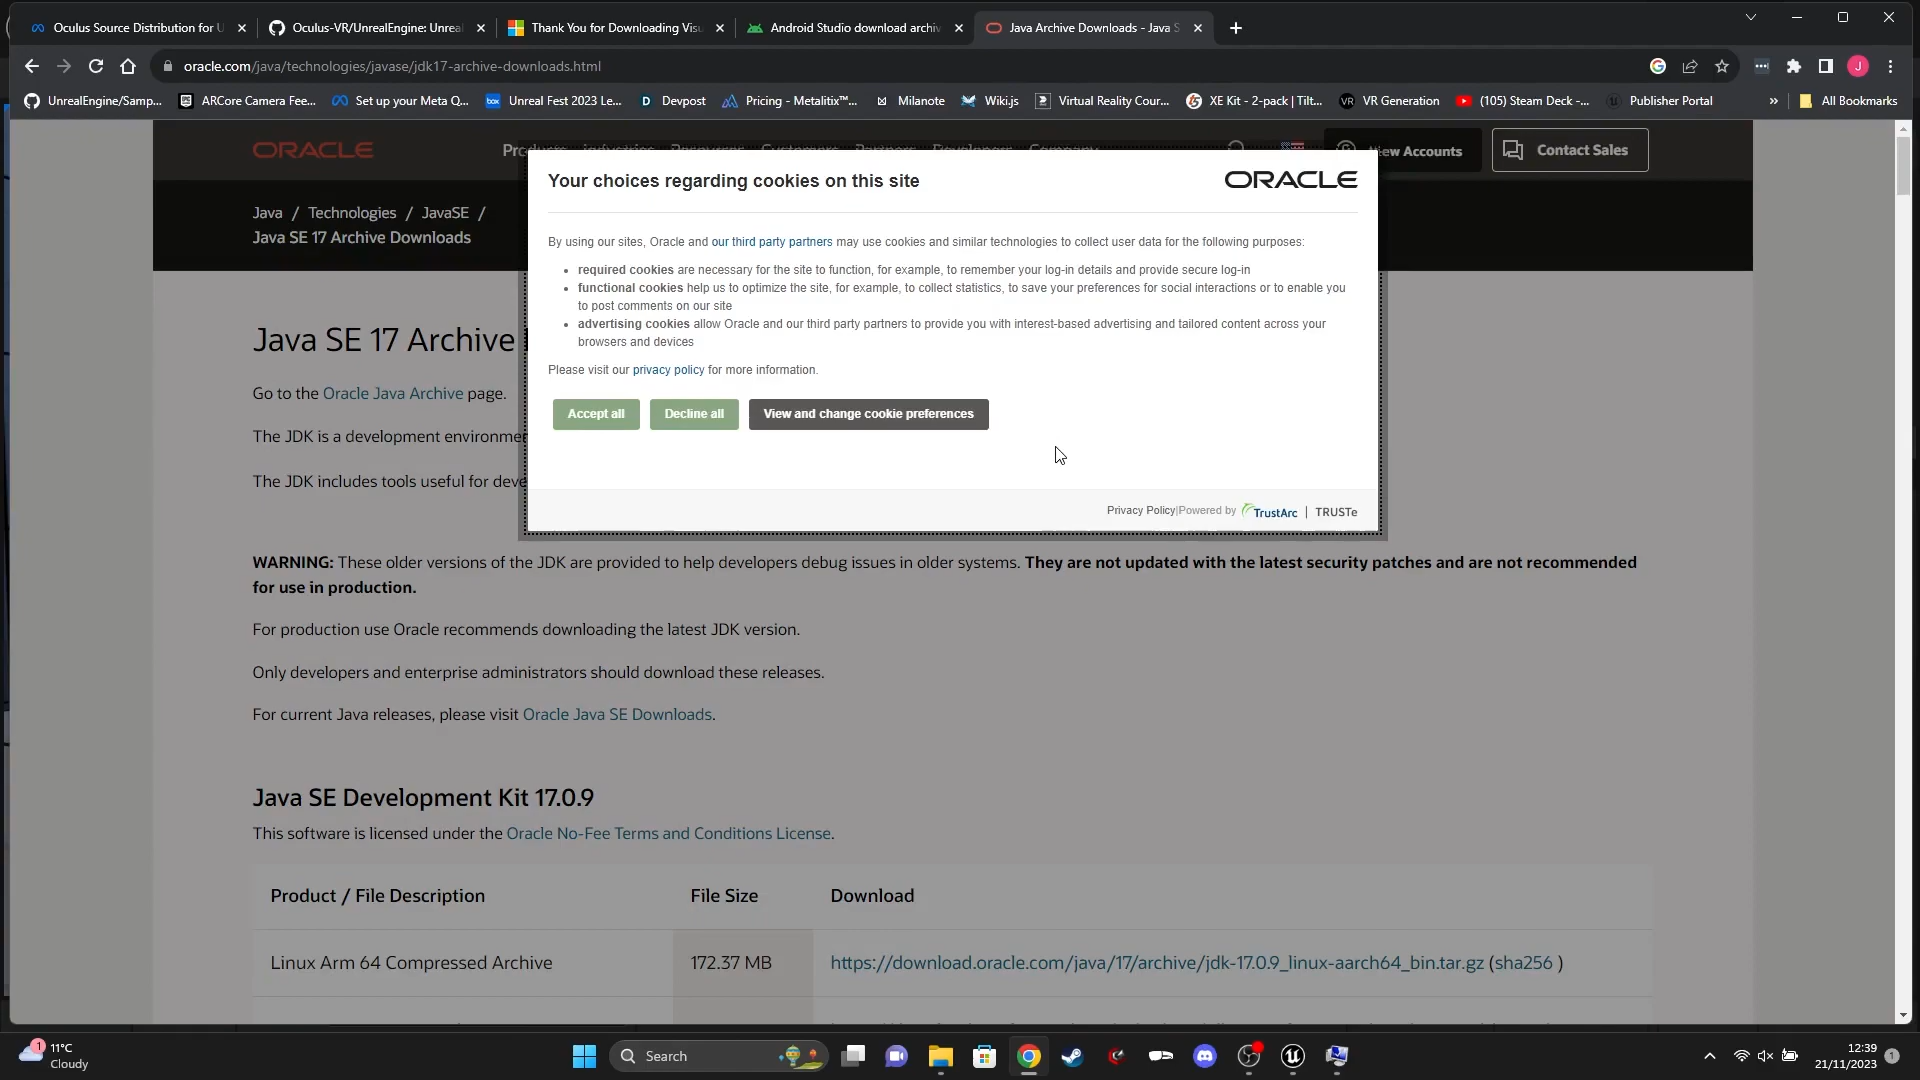 Oculus Source Distribution for U
Oculus-VR/UnrealEngine: Unreal
Thank You for Downloading Visu
Android Studio download archiv
Java Archive Downloads - Java S
oracle.com/java/technologies/javase/jdk17-archive-downloads.html
J
UnrealEngine/Samp...
ARCore Camera Fee...
Set up your Meta Q...
box
Unreal Fest 2023 Le...
D
Devpost
Pricing - Metalitix™...
Milanote
Wiki.js
Virtual Reality Cour...
XE Kit - 2-pack | Tilt...
VR
VR Generation
(105) Steam Deck -...
Publisher Portal
»
All Bookmarks
ORACLE
Products
Industries
Resources
Customers
Partners
Developers
Company
View Accounts
Contact Sales
Java / Technologies / JavaSE /
Java SE 17 Archive Downloads
Your choices regarding cookies on this site
ORACLE
By using our sites, Oracle and our third party partners may use cookies and similar technologies to collect user data for the following purposes:
• required cookies are necessary for the site to function, for example, to remember your log-in details and provide secure log-in
• functional cookies help us to optimize the site, for example, to collect statistics, to save your preferences for social interactions or to enable you
to post comments on our site
• advertising cookies allow Oracle and our third party partners to provide you with interest-based advertising and tailored content across your
browsers and devices
Please visit our privacy policy for more information.
Accept all
Decline all
View and change cookie preferences
Privacy Policy|Powered by TrustArc | TRUSTe
Java SE 17 Archive
Go to the Oracle Java Archive page.
The JDK is a development environmen
The JDK includes tools useful for deve
WARNING: These older versions of the JDK are provided to help developers debug issues in older systems. They are not updated with the latest security patches and are not recommended
for use in production.
For production use Oracle recommends downloading the latest JDK version.
Only developers and enterprise administrators should download these releases.
For current Java releases, please visit Oracle Java SE Downloads.
Java SE Development Kit 17.0.9
This software is licensed under the Oracle No-Fee Terms and Conditions License.
Product / File Description
File Size
Download
Linux Arm 64 Compressed Archive
172.37 MB
https://download.oracle.com/java/17/archive/jdk-17.0.9_linux-aarch64_bin.tar.gz (sha256 )
1
11°C
Cloudy
Search
12:39
21/11/2023
1